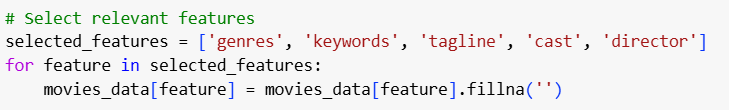 # Select relevant features
selected_features = ['genres', 'keywords', 'tagline', 'cast', 'director']
for feature in selected_features:
    movies_data[feature] = movies_data[feature].fillna('')